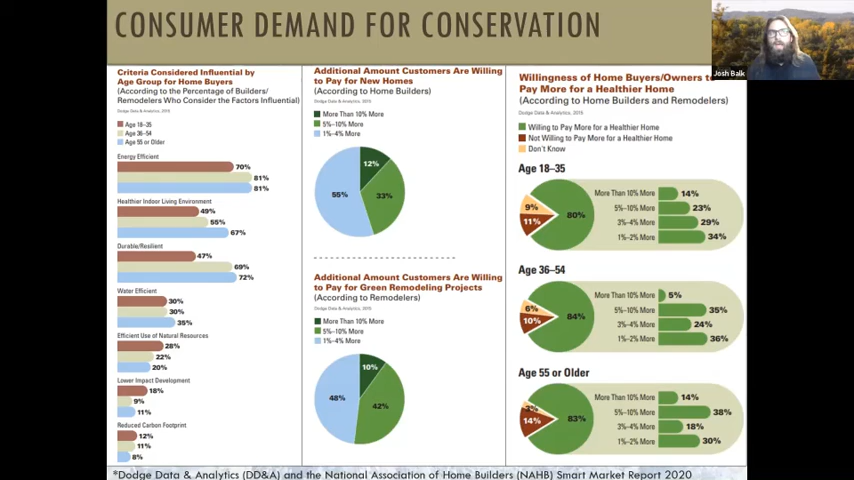 CONSUMER DEMAND FOR CONSERVATION
Josh Balk
Criteria Considered Influential by
Age Group for Home Buyers
(According to the Percentage of Builders/
Remodelers Who Consider the Factors Influential)
Dodge Data & Analytics, 2019
Age 18–35
Age 36–54
Age 55 or Older
Energy Efficient
70%
81%
81%
Healthier Indoor Living Environment
49%
55%
67%
Durable/Resilient
47%
69%
72%
Water Efficient
30%
30%
35%
Efficient Use of Natural Resources
28%
22%
20%
Lower Impact Development
18%
9%
11%
Reduced Carbon Footprint
12%
11%
8%
Additional Amount Customers Are Willing
to Pay for New Homes
(According to Home Builders)
Dodge Data & Analytics, 2019
More Than 10% More
5%–10% More
1%–4% More
12%
55%
33%
Additional Amount Customers Are Willing
to Pay for Green Remodeling Projects
(According to Remodelers)
Dodge Data & Analytics, 2019
More Than 10% More
5%–10% More
1%–4% More
10%
48%
42%
Willingness of Home Buyers/Owners to
Pay More for a Healthier Home
(According to Home Builders and Remodelers)
Dodge Data & Analytics, 2019
Willing to Pay More for a Healthier Home
Not Willing to Pay More for a Healthier Home
Don't Know
Age 18–35
9%
11%
80%
More Than 10% More 14%
5%–10% More 23%
3%–4% More 29%
1%–2% More 34%
Age 36–54
6%
10%
84%
More Than 10% More 5%
5%–10% More 35%
3%–4% More 24%
1%–2% More 36%
Age 55 or Older
3%
14%
83%
More Than 10% More 14%
5%–10% More 38%
3%–4% More 18%
1%–2% More 30%
*Dodge Data & Analytics (DD&A) and the National Association of Home Builders (NAHB) Smart Market Report 2020